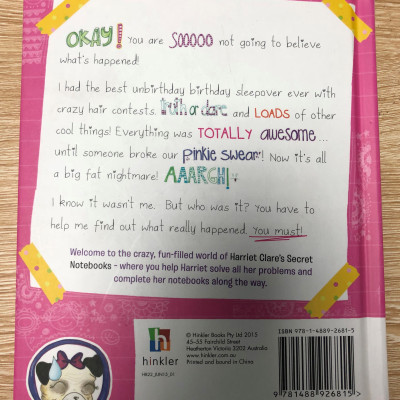 OKAY! You are SOOOOO not going to believe
what's happened!
I had the best unbirthday birthday sleepover ever with
crazy hair contests, truth or dare and LOADS of other
cool things! Everything was TOTALLY awesome ...
until someone broke our pinkie swear! Now it's all
a big fat nightmare! AAARGH!
I know it wasn't me. But who was it? You have to
help me find out what really happened. You must!
Welcome to the crazy, fun-filled world of Harriet Clare's Secret
Notebooks – where you help Harriet solve all her problems and
complete her notebooks along the way.
h
hinkler
© Hinkler Books Pty Ltd 2015
45–55 Fairchild Street
Heatherton Victoria 3202 Australia
www.hinkler.com.au
Printed and bound in China
ISBN 978-1-4889-2681-5
9 781488 926815